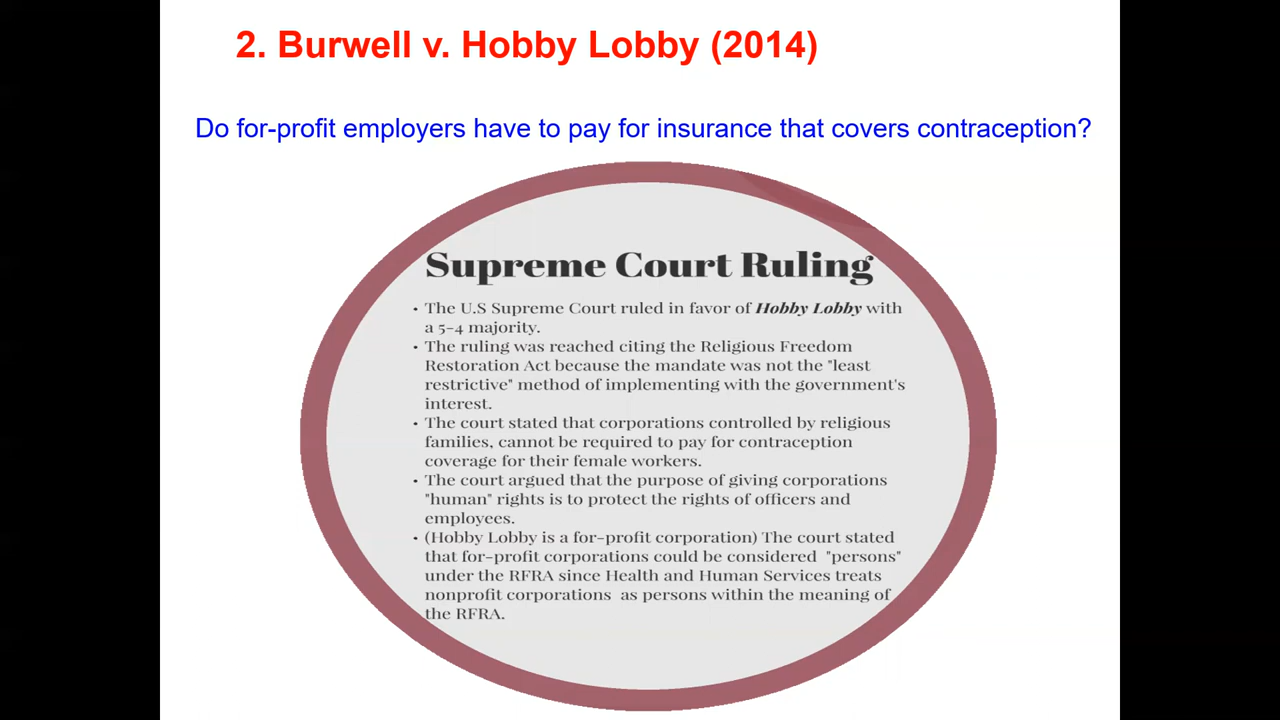 2. Burwell v. Hobby Lobby (2014)
Do for-profit employers have to pay for insurance that covers contraception?
Supreme Court Ruling
• The U.S Supreme Court ruled in favor of Hobby Lobby with
a 5-4 majority.
• The ruling was reached citing the Religious Freedom
Restoration Act because the mandate was not the "least
restrictive" method of implementing with the government's
interest.
• The court stated that corporations controlled by religious
families, cannot be required to pay for contraception
coverage for their female workers.
• The court argued that the purpose of giving corporations
"human" rights is to protect the rights of officers and
employees.
• (Hobby Lobby is a for-profit corporation) The court stated
that for-profit corporations could be considered "persons"
under the RFRA since Health and Human Services treats
nonprofit corporations as persons within the meaning of
the RFRA.